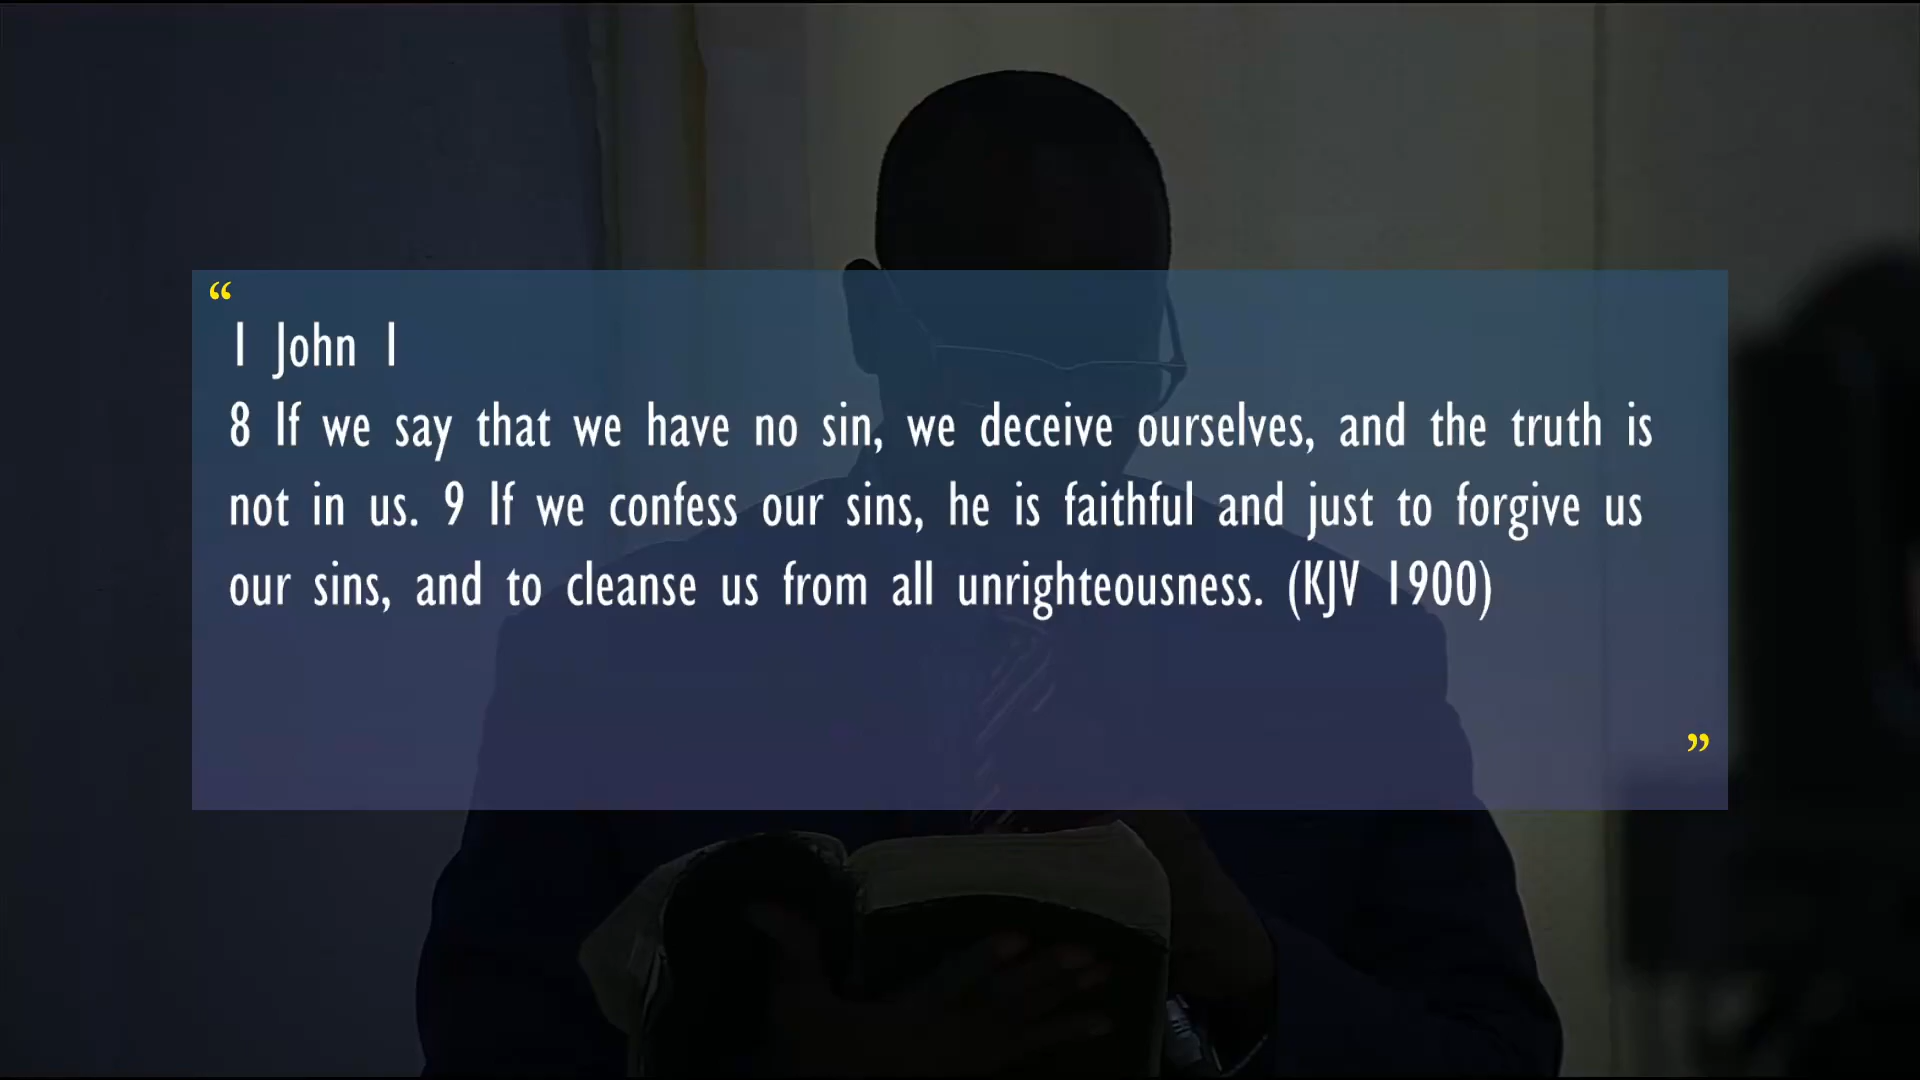 “
1 John 1
8 If we say that we have no sin, we deceive ourselves, and the truth is
not in us. 9 If we confess our sins, he is faithful and just to forgive us
our sins, and to cleanse us from all unrighteousness. (KJV 1900)
”